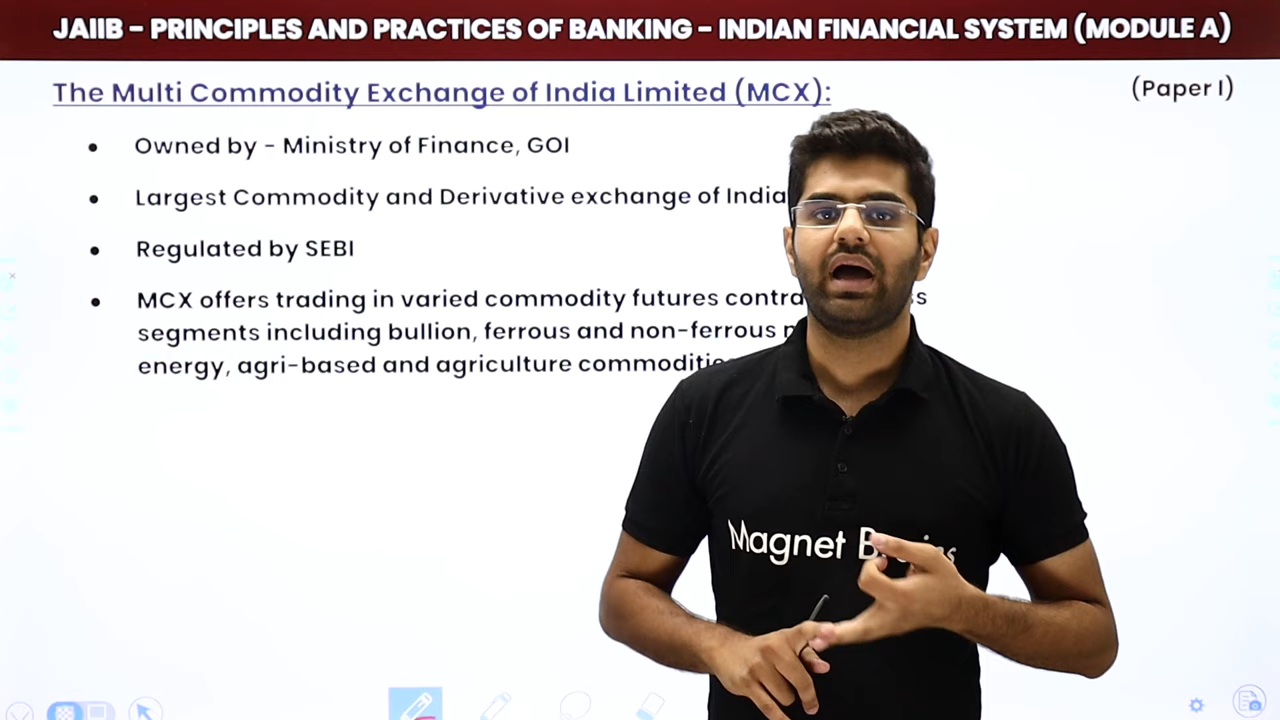 JAIIB – PRINCIPLES AND PRACTICES OF BANKING – INDIAN FINANCIAL SYSTEM (MODULE A)
The Multi Commodity Exchange of India Limited (MCX):
(Paper I)
• Owned by - Ministry of Finance, GOI
• Largest Commodity and Derivative exchange of India
• Regulated by SEBI
• MCX offers trading in varied commodity futures
segments including bullion, ferrous and non-ferrous
energy, agri-based and agriculture
Magnet